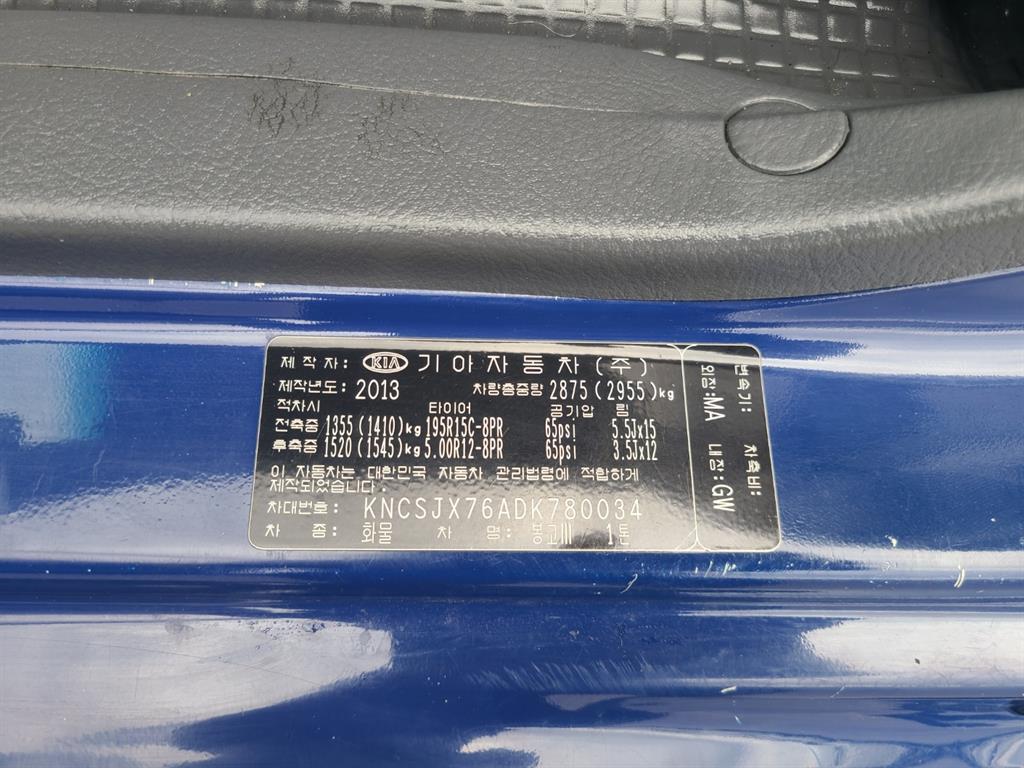 제 작 자 : KIA 기 아 자 동 차 ( 주 )
제작년도 : 2013 차량총중량 2875 ( 2955 ) kg
적차시 타이어 공기압 림
전축중 1355 (1410) kg 195R15C-8PR 65psi 5.5Jx15
후축중 1520 (1545) kg 5.00R12-8PR 65psi 3.5Jx12
이 자동차는 대한민국 자동차 관리법령에 적합하게
제작되었습니다 :
차대번호 : KNCSJX76ADK780034
차 종 : 화물 차 명 : 봉고III 1톤
변속기 : 차축비 :
외장 : MA 내장 : GW